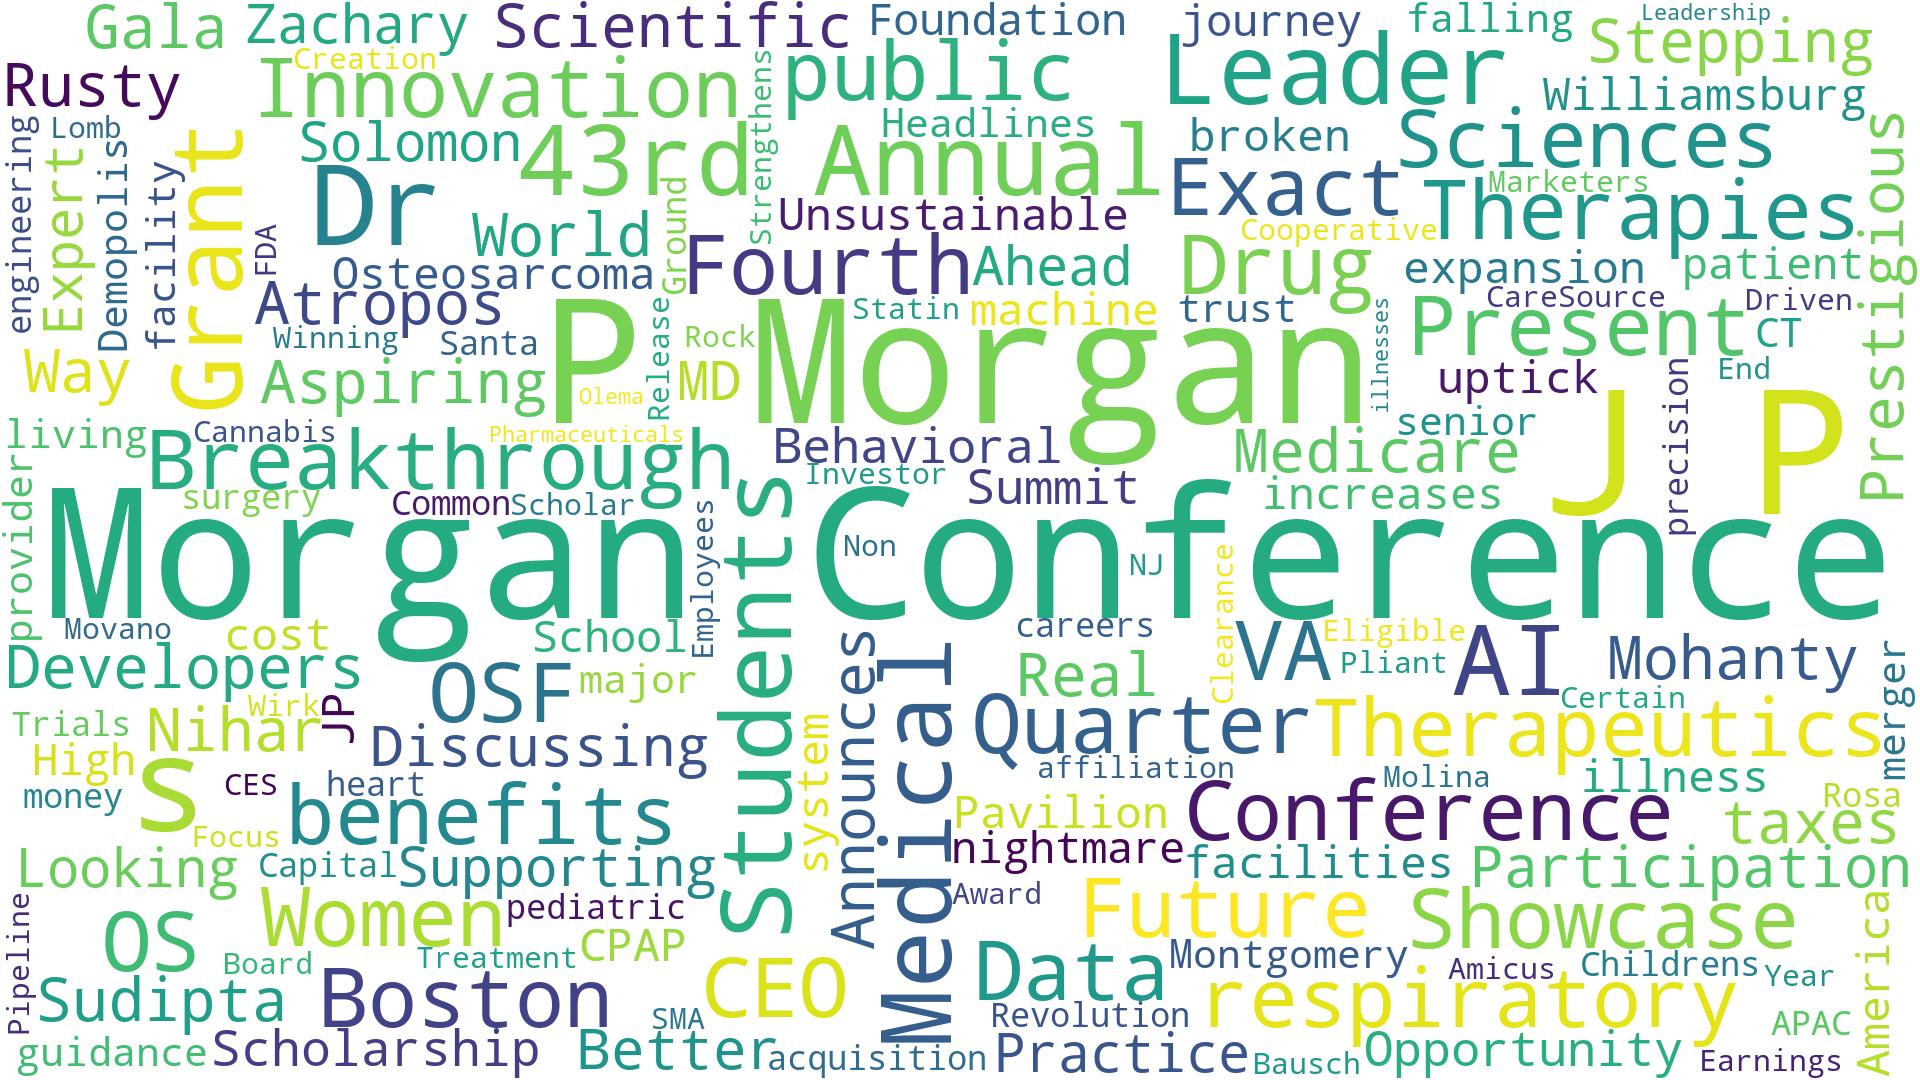 Gala
Zachary
Scientific
Foundation
journey
falling
Leadership
Stepping
Creation
Rusty
Innovation
public
Leader
Williamsburg
Lomb
Solomon
43rd
Strengthens
Headlines
Annual
broken
Sciences
engineering
Expert
Demopolis
facility
Grant
FDA
Dr
World
Ground
Unsustainable
Exact
Marketers
Therapies
Prestigious
Cooperative
Osteosarcoma
Fourth
Ahead
Drug
expansion
patient
Atropos
Statin
machine
trust
CareSource
Driven
Winning
Santa
P
Release
Rock
Morgan
illnesses
Present
CT
Way
Aspiring
Olema
MD
uptick
precision
End
living
Cannabis
Breakthrough
Pharmaceuticals
Behavioral
Medicare
senior
J
P
provider
surgery
Common
Scholar
Investor
Summit
increases
Morgan
Employees
Students
Conference
Non
NJ
Clearance
Movano
cost
School
careers
VA
Eligible
AI
Mohanty
merger
Developers
OSF
major
Announces
Medical
Real
Pliant
Certain
Trials
Wirk
JP
Nihar
Discussing
system
Quarter
Therapeutics
High
s
CES
heart
affiliation
Molina
illness
money
Focus
benefits
Pavilion
Conference
Rosa
taxes
Looking
Capital
Supporting
nightmare
facilities
Participation
Pipeline
OS
Women
pediatric
Award
Future
Showcase
America
Board
Treatment
CPAP
Montgomery
Amicus
Childrens
Year
Sudipta
Boston
SMA
CEO
Data
Revolution
respiratory
APAC
guidance
Scholarship
Better
acquisition
Practice
Bausch
Opportunity
Earnings